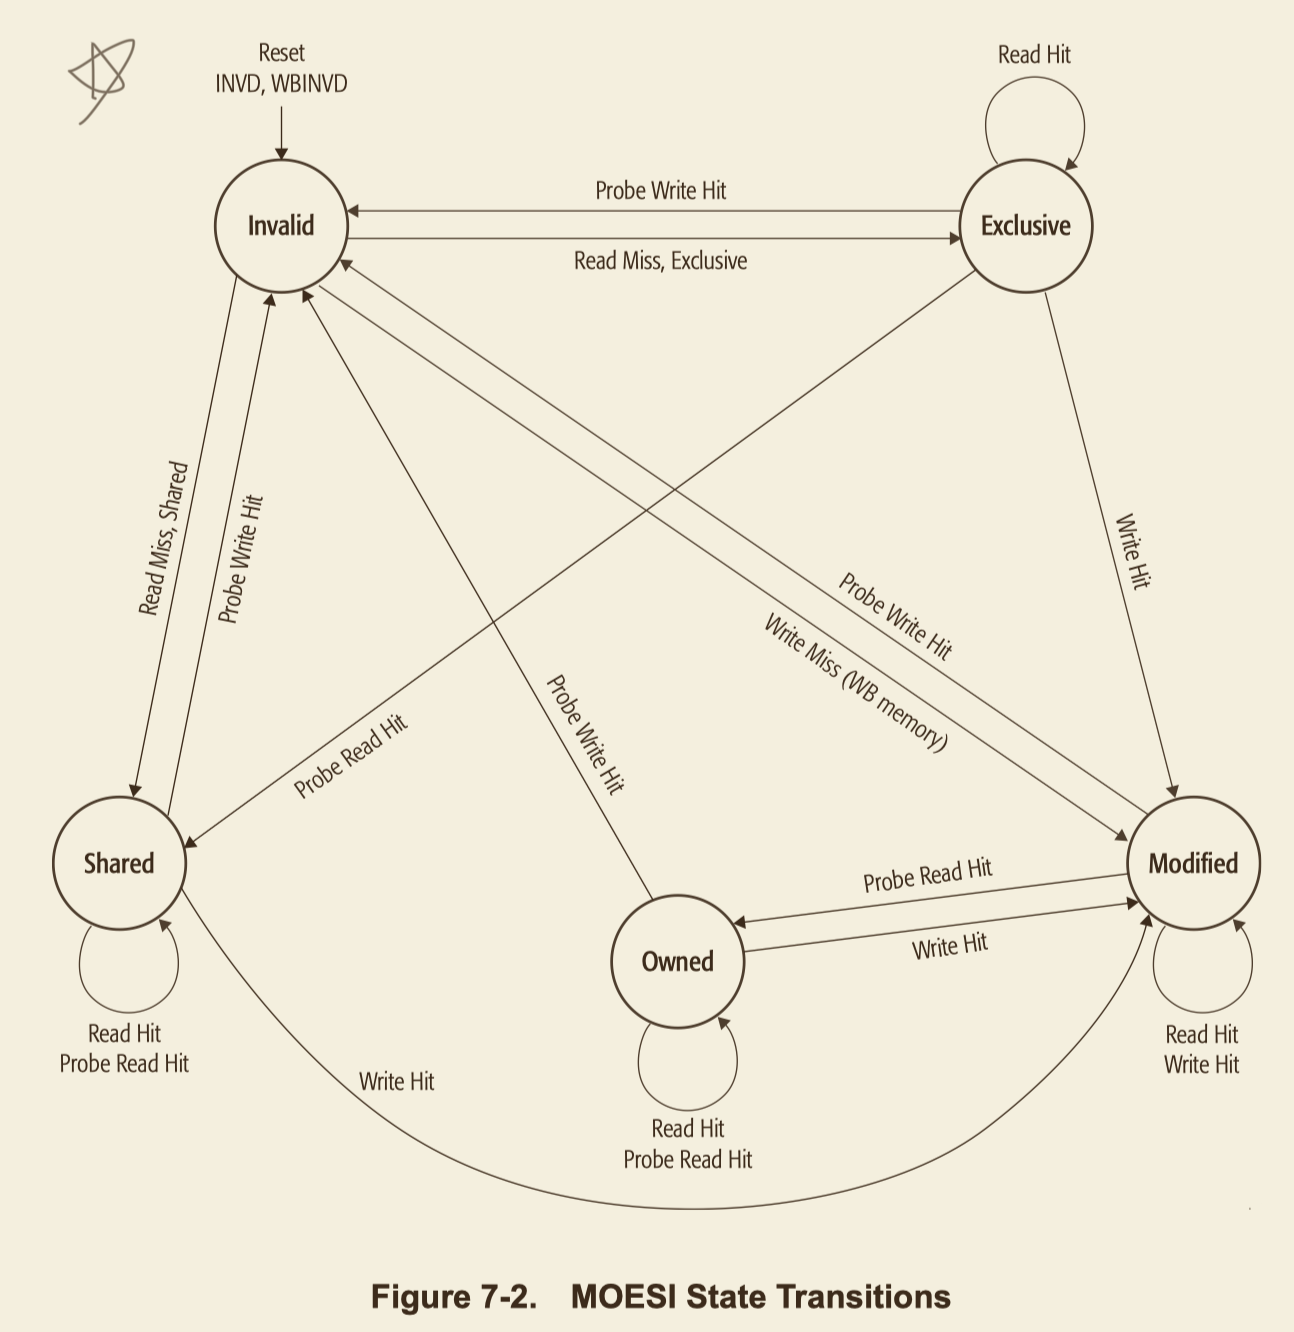 Reset
INVD, WBINVD
Read Hit
Invalid
Probe Write Hit
Exclusive
Read Miss, Exclusive
Read Miss, Shared
Probe Write Hit
Write Hit
Probe Write Hit
Write Miss (WB memory)
Probe Write Hit
Probe Read Hit
Shared
Modified
Probe Read Hit
Owned
Write Hit
Read Hit
Probe Read Hit
Read Hit
Write Hit
Write Hit
Read Hit
Probe Read Hit
Figure 7-2. MOESI State Transitions